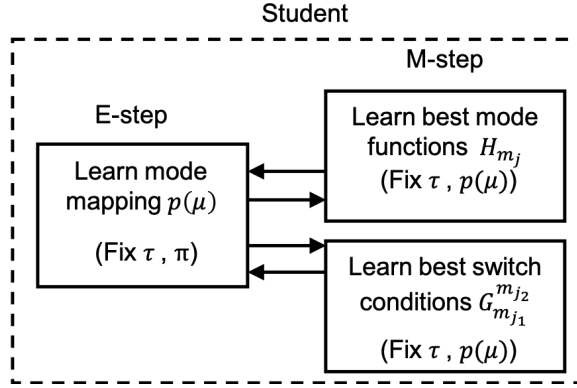 Student
E-step
Learn mode
mapping p(μ)
(Fix τ , π)
M-step
Learn best mode
functions H_{m_j}
(Fix τ , p(μ))
Learn best switch
conditions G_{m_{j_1}}^{m_{j_2}}
(Fix τ , p(μ))